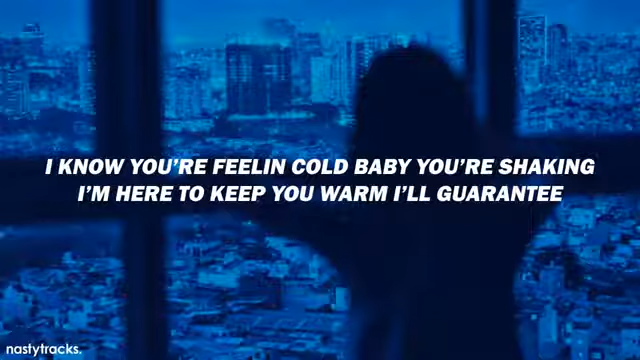 I KNOW YOU'RE FEELIN COLD BABY YOU'RE SHAKING
I'M HERE TO KEEP YOU WARM I'LL GUARANTEE
nastytracks.